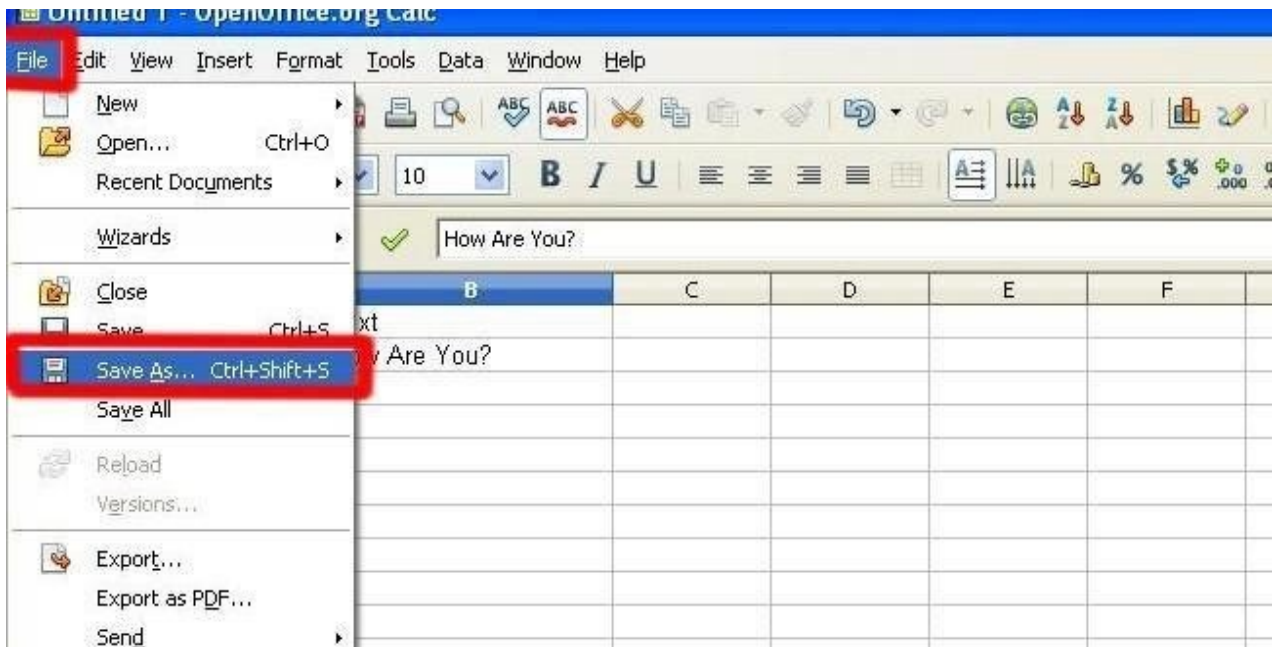 Untitled 1 - OpenOffice.org Calc
File Edit View Insert Format Tools Data Window Help
New
Open... Ctrl+O
Recent Documents
Wizards
Close
Save Ctrl+S
Save As... Ctrl+Shift+S
Save All
Reload
Versions...
Export...
Export as PDF...
Send
ABC ABC
10 B I U
How Are You?
B C D E F
xt
w Are You?